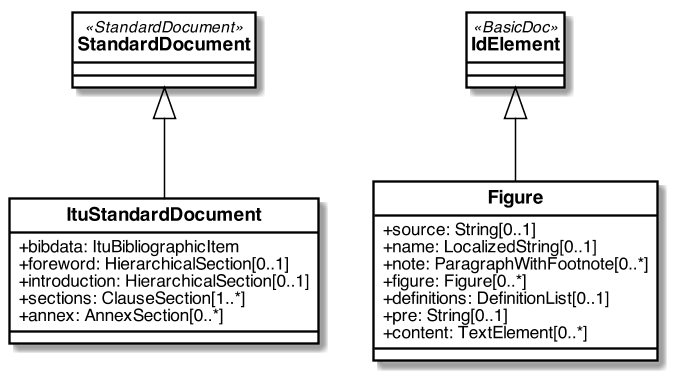 «StandardDocument»
StandardDocument
ItuStandardDocument
+bibdata: ItuBibliographicItem
+foreword: HierarchicalSection[0..1]
+introduction: HierarchicalSection[0..1]
+sections: ClauseSection[1..*]
+annex: AnnexSection[0..*]
«BasicDoc»
IdElement
Figure
+source: String[0..1]
+name: LocalizedString[0..1]
+note: ParagraphWithFootnote[0..*]
+figure: Figure[0..*]
+definitions: DefinitionList[0..1]
+pre: String[0..1]
+content: TextElement[0..*]